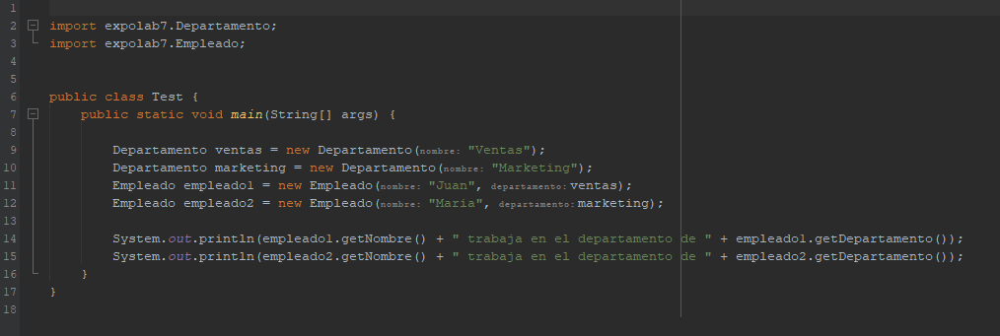 1
2 import expolab7.Departamento;
3 import expolab7.Empleado;
4
5
6 public class Test {
7 public static void main(String[] args) {
8
9 Departamento ventas = new Departamento(nombre: "Ventas");
10 Departamento marketing = new Departamento(nombre: "Marketing");
11 Empleado empleado1 = new Empleado(nombre: "Juan", departamento: ventas);
12 Empleado empleado2 = new Empleado(nombre: "Maria", departamento: marketing);
13
14 System.out.println(empleado1.getNombre() + " trabaja en el departamento de " + empleado1.getDepartamento());
15 System.out.println(empleado2.getNombre() + " trabaja en el departamento de " + empleado2.getDepartamento());
16 }
17 }
18